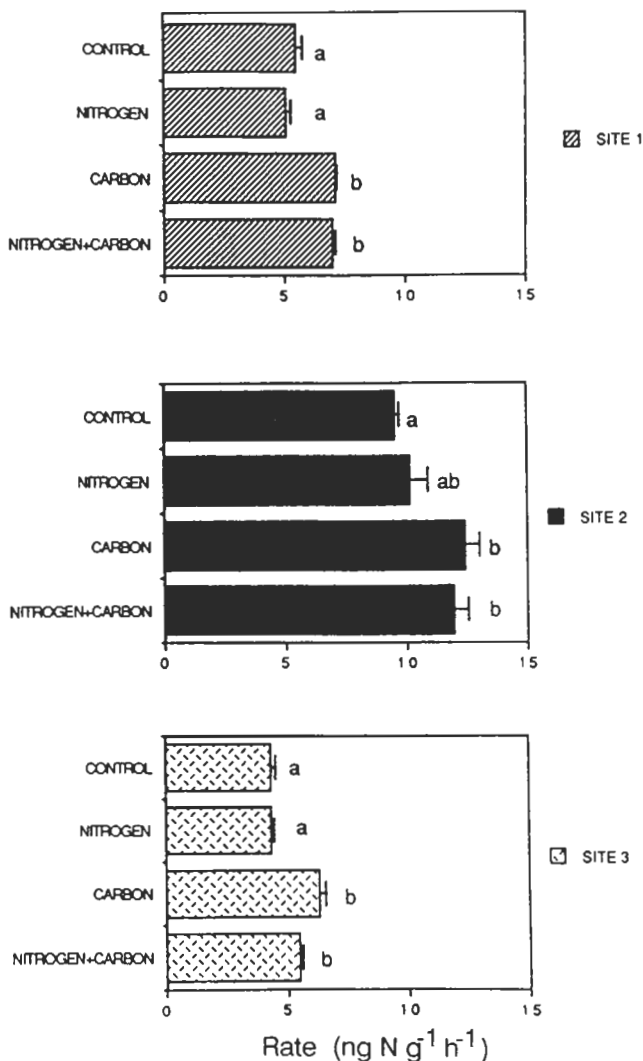 CONTROL
a
NITROGEN
a
SITE 1
CARBON
b
NITROGEN+CARBON
b
0 5 10 15
CONTROL
a
NITROGEN
ab
SITE 2
CARBON
b
NITROGEN+CARBON
b
0 5 10 15
CONTROL
a
NITROGEN
a
SITE 3
CARBON
b
NITROGEN+CARBON
b
0 5 10 15
Rate (ng N g⁻¹ h⁻¹)